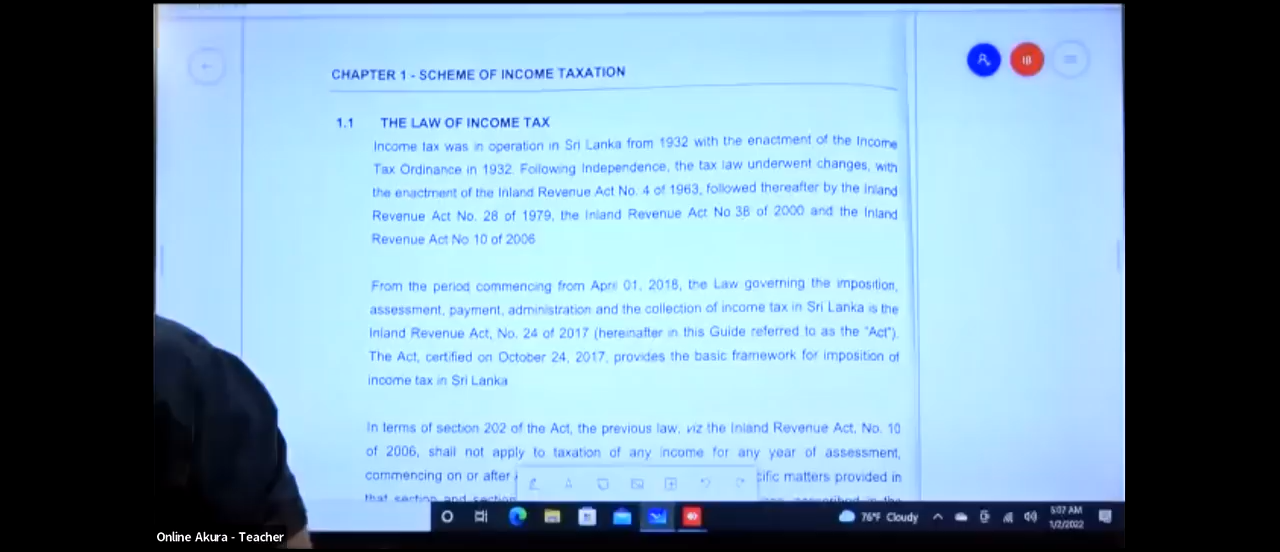 CHAPTER 1 - SCHEME OF INCOME TAXATION
1.1 THE LAW OF INCOME TAX
Income tax was in operation in Sri Lanka from 1932 with the enactment of the Income
Tax Ordinance in 1932. Following Independence, the tax law underwent changes, with
the enactment of the Inland Revenue Act No. 4 of 1963, followed thereafter by the Inland
Revenue Act No. 28 of 1979, the Inland Revenue Act No 38 of 2000 and the Inland
Revenue Act No 10 of 2006
From the period commencing from April 01, 2018, the Law governing the imposition,
assessment, payment, administration and the collection of income tax in Sri Lanka is the
Inland Revenue Act, No. 24 of 2017 (hereinafter in this Guide referred to as the "Act").
The Act, certified on October 24, 2017, provides the basic framework for imposition of
income tax in Sri Lanka
In terms of section 202 of the Act, the previous law, viz the Inland Revenue Act, No. 10
of 2006, shall not apply to taxation of any income for any year of assessment,
commencing on or after cific matters provided in
that section and section in the
76°F Cloudy
5:07 AM
1/2/2022
Online Akura - Teacher